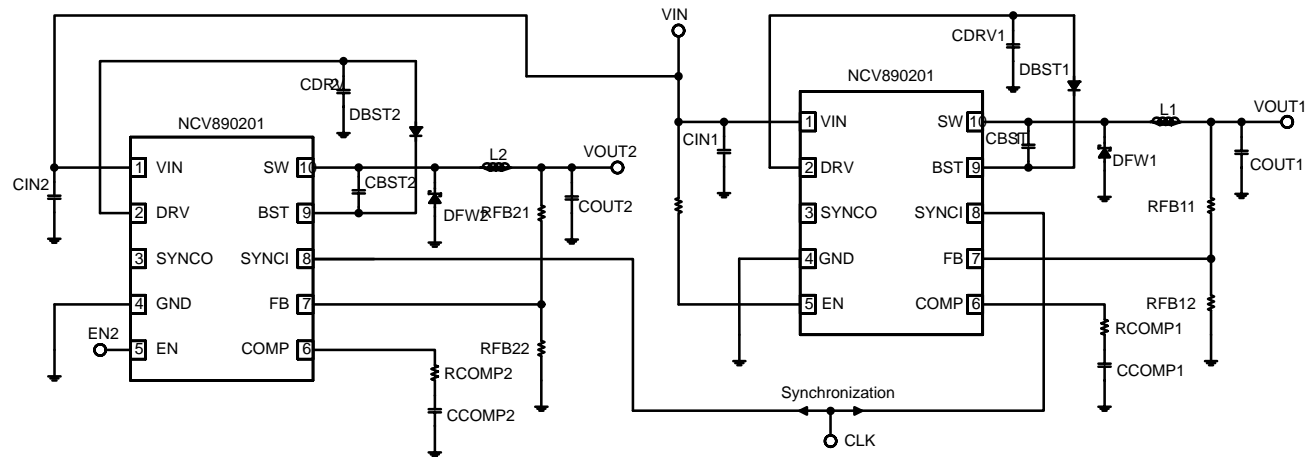 VIN
CDRV1
DBST1
NCV890201
1 VIN
SW 10
L1
VOUT1
CIN1
CBST1
DFW1
COUT1
2 DRV
BST 9
3 SYNCO
SYNCI 8
RFB11
4 GND
FB 7
5 EN
COMP 6
RFB12
RCOMP1
CCOMP1
CDRV2
DBST2
NCV890201
1 VIN
SW 10
L2
VOUT2
CIN2
CBST2
DFW2
COUT2
2 DRV
BST 9
RFB21
3 SYNCO
SYNCI 8
4 GND
FB 7
EN2
5 EN
COMP 6
RFB22
RCOMP2
CCOMP2
Synchronization
CLK